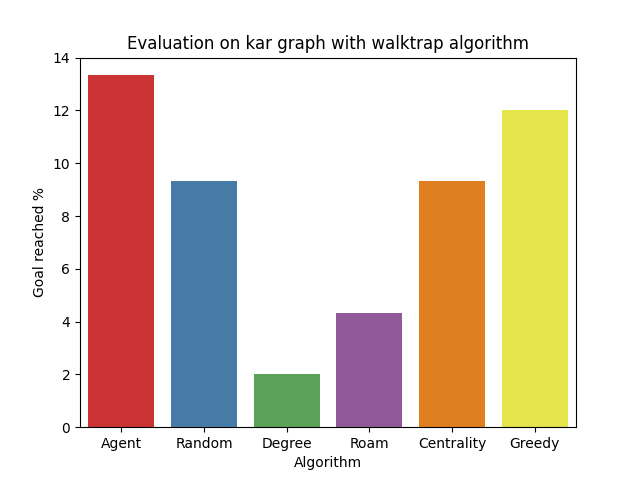 Evaluation on kar graph with walktrap algorithm
Goal reached %
14
12
10
8
6
4
2
0
Agent Random Degree Roam Centrality Greedy
Algorithm